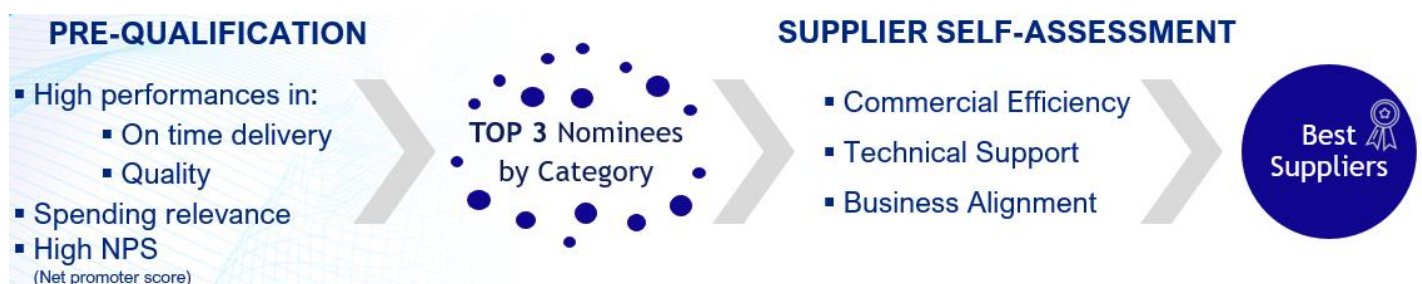 PRE-QUALIFICATION
▪ High performances in:
▪ On time delivery
▪ Quality
▪ Spending relevance
▪ High NPS
(Net promoter score)
TOP 3 Nominees
by Category
SUPPLIER SELF-ASSESSMENT
▪ Commercial Efficiency
▪ Technical Support
▪ Business Alignment
Best
Suppliers